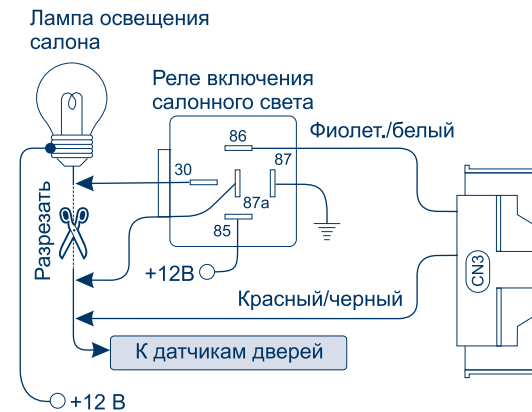 Лампа освещения
салона
Реле включения
салонного света
86
Фиолет./белый
30
87
87a
85
Разрезать
+12В
CN3
Красный/черный
К датчикам дверей
+12 В